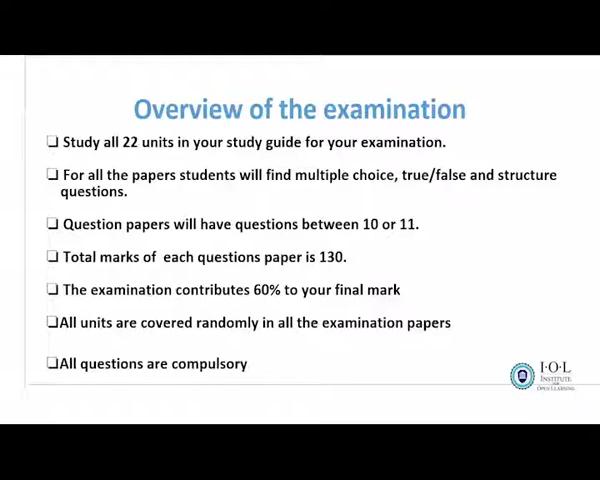 Overview of the examination
❑ Study all 22 units in your study guide for your examination.
❑ For all the papers students will find multiple choice, true/false and structure
questions.
❑ Question papers will have questions between 10 or 11.
❑ Total marks of each questions paper is 130.
❑ The examination contributes 60% to your final mark
❑All units are covered randomly in all the examination papers
❑All questions are compulsory
I·O·L
INSTITUTE
FOR
OPEN LEARNING